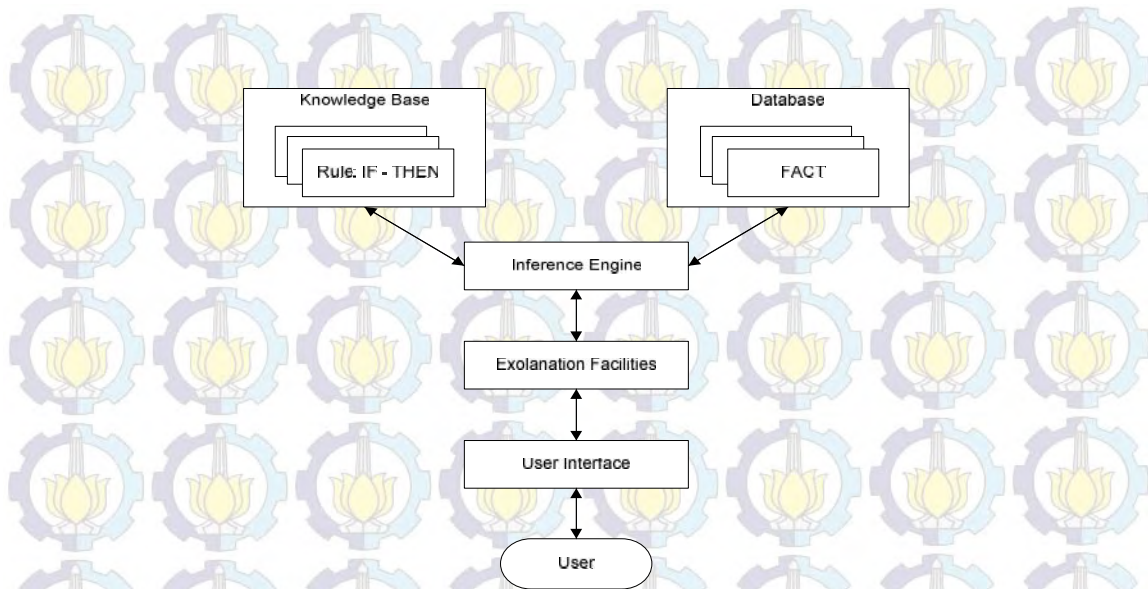 Knowledge Base
Rule: IF - THEN
Database
FACT
Inference Engine
Exolanation Facilities
User Interface
User